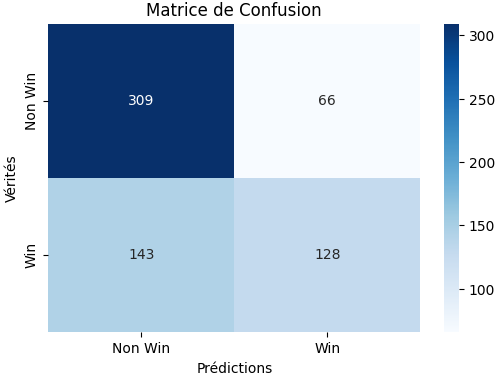 Matrice de Confusion
Non Win
309
66
Win
143
128
Vérités
Non Win
Win
Prédictions
300
250
200
150
100